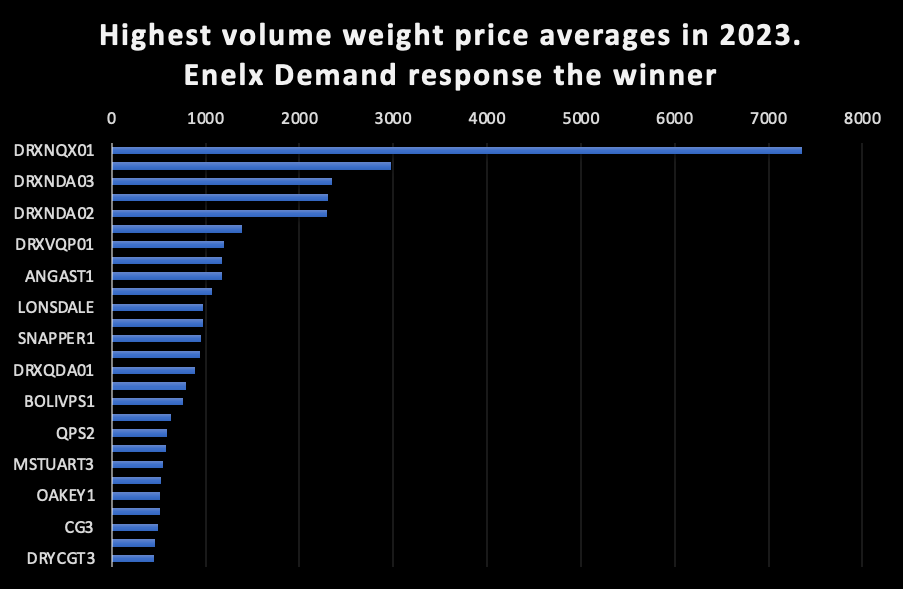 Highest volume weight price averages in 2023.
Enelx Demand response the winner
0 1000 2000 3000 4000 5000 6000 7000 8000
DRXNQX01
DRXNDA03
DRXNDA02
DRXVQP01
ANGAST1
LONSDALE
SNAPPER1
DRXQDA01
BOLIVPS1
QPS2
MSTUART3
OAKEY1
CG3
DRYCGT3